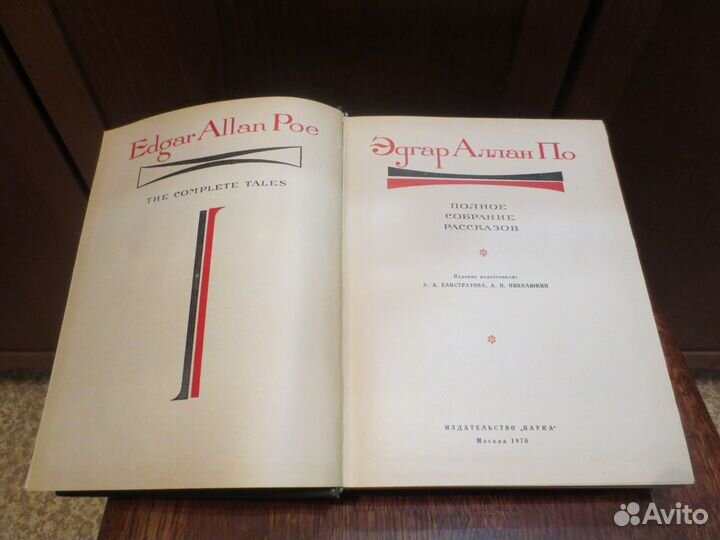 Edgar Allan Poe
THE COMPLETE TALES
Эдгар Аллан По
ПОЛНОЕ
СОБРАНИЕ
РАССКАЗОВ
Издание подготовили:
А. А. ЕЛИСТРАТОВА, А. Н. НИКОЛЮКИН
ИЗДАТЕЛЬСТВО „НАУКА“
Москва 1970
Avito